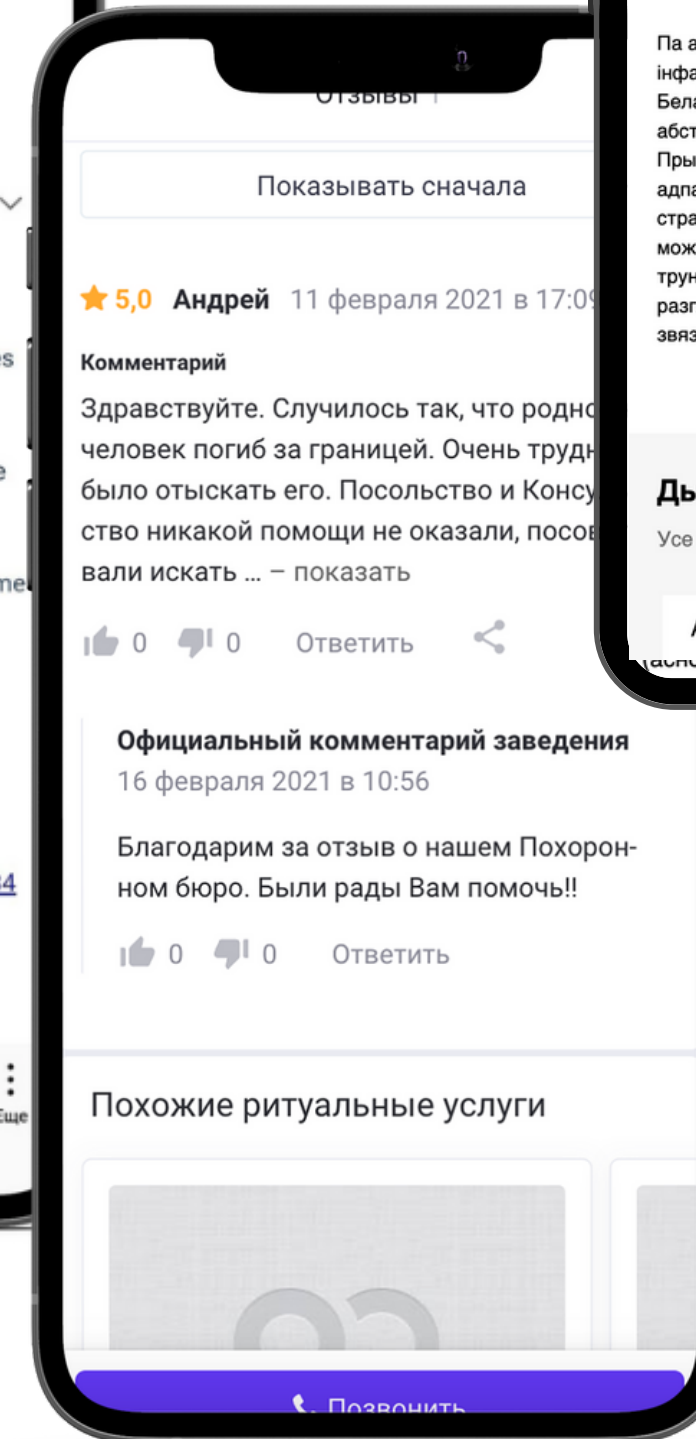 Отзывы 1
Показывать сначала
5,0 Андрей 11 февраля 2021 в 17:09
Комментарий
Здравствуйте. Случилось так, что родно
человек погиб за границей. Очень трудн
было отыскать его. Посольство и Консу
ство никакой помощи не оказали, посов
вали искать ... – показать
0 0 Ответить
Официальный комментарий заведения
16 февраля 2021 в 10:56
Благодарим за отзыв о нашем Похорон-
ном бюро. Были рады Вам помочь!!
0 0 Ответить
Похожие ритуальные услуги
Позвонить
Па а
інфа
Бела
абст
Пры
адпа
стра
мож
трун
разг
звяз
Ды
Усе
Еще